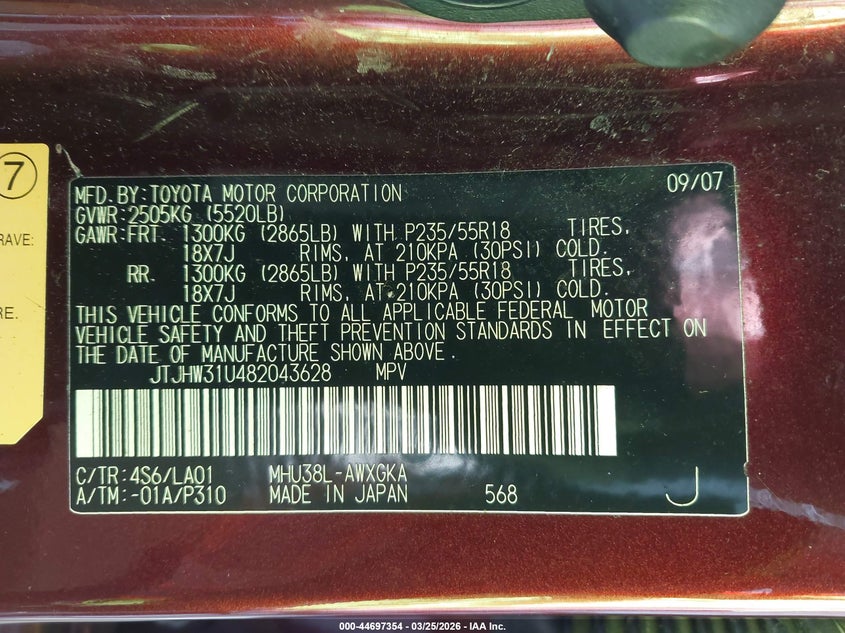 7
RAVE:
RE.
MFD.BY:TOYOTA MOTOR CORPORATION 09/07
GVWR:2505KG (5520LB)
GAWR:FRT. 1300KG (2865LB) WITH P235/55R18 TIRES,
18X7J RIMS, AT 210KPA (30PSI) COLD.
RR. 1300KG (2865LB) WITH P235/55R18 TIRES,
18X7J RIMS, AT 210KPA (30PSI) COLD.
THIS VEHICLE CONFORMS TO ALL APPLICABLE FEDERAL MOTOR
VEHICLE SAFETY AND THEFT PREVENTION STANDARDS IN EFFECT ON
THE DATE OF MANUFACTURE SHOWN ABOVE.
JTJHW31U482043628 MPV
C/TR:4S6/LA01 MHU38L-AWXGKA
A/TM:-01A/P310 MADE IN JAPAN 568 J
000-44697354 | 03/25/2026 - IAA Inc.